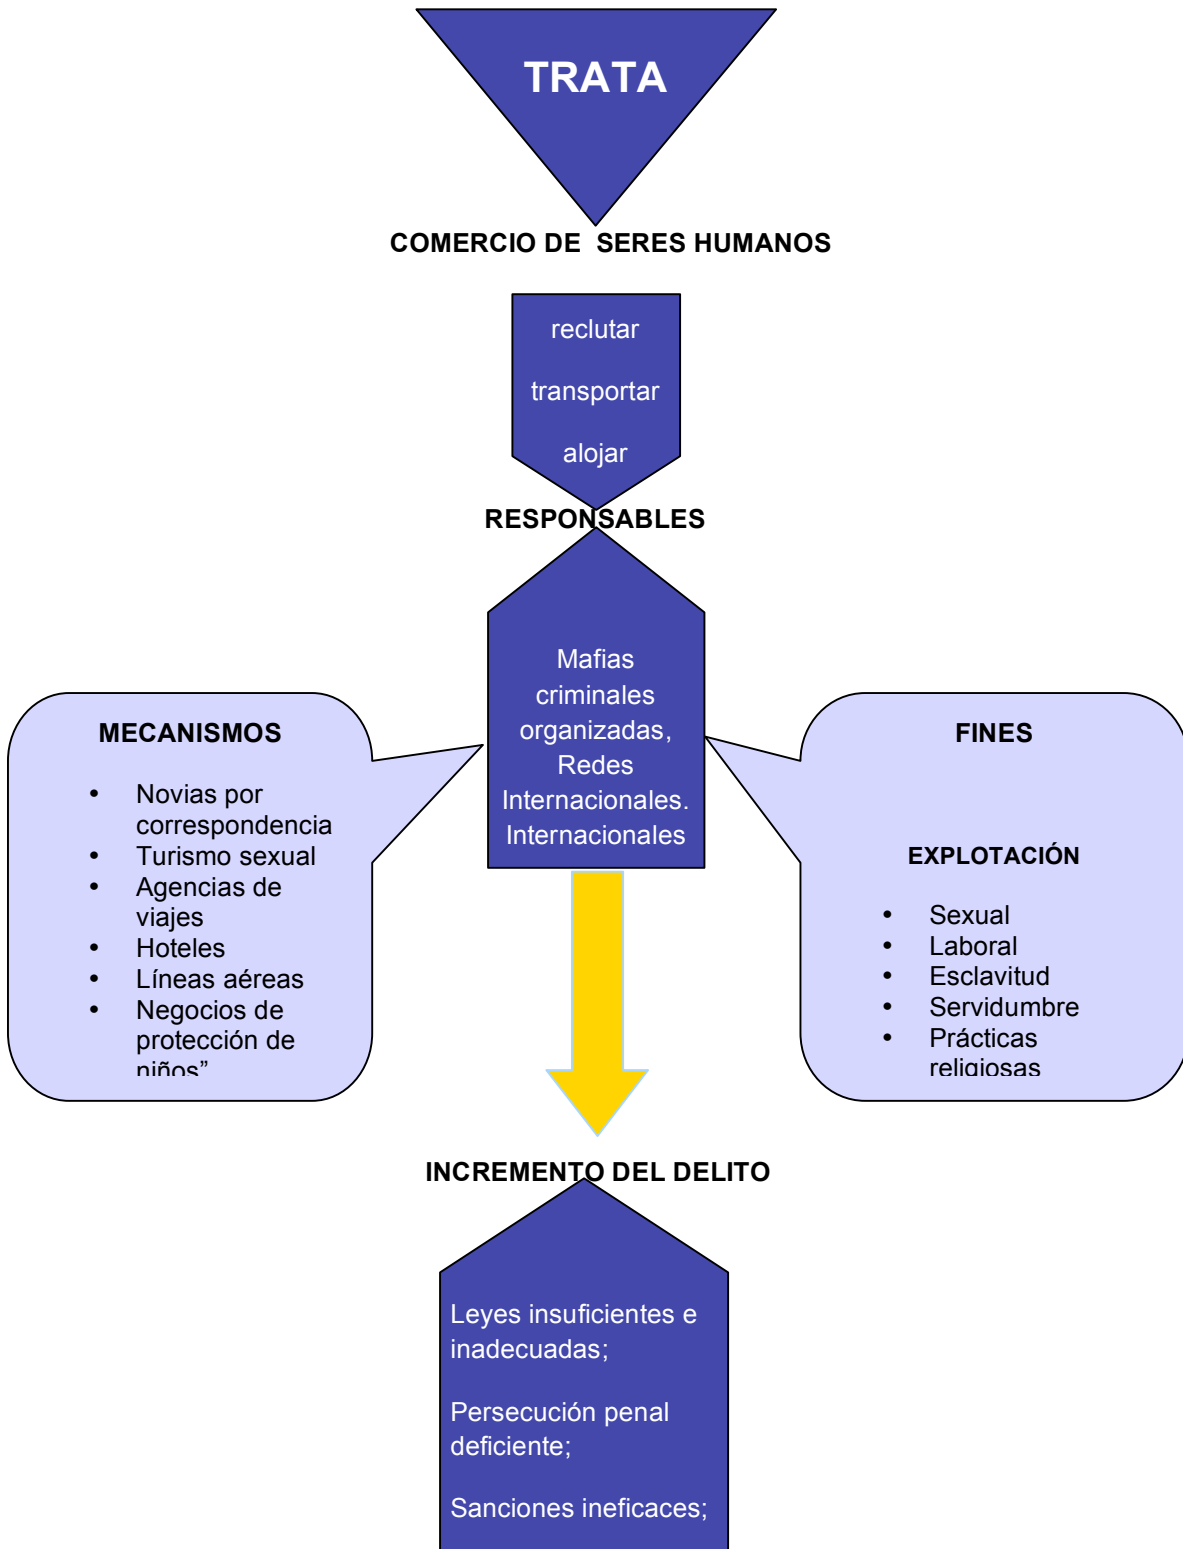 TRATA
COMERCIO DE  SERES HUMANOS
reclutar
transportar
alojar
RESPONSABLES
Mafias
criminales
organizadas,
Redes
Internacionales.
Internacionales
MECANISMOS
• Novias por
correspondencia
• Turismo sexual
• Agencias de
viajes
• Hoteles
• Líneas aéreas
• Negocios de
protección de
niños”
FINES
EXPLOTACIÓN
• Sexual
• Laboral
• Esclavitud
• Servidumbre
• Prácticas
religiosas
INCREMENTO DEL DELITO
Leyes insuficientes e
inadecuadas;
Persecución penal
deficiente;
Sanciones ineficaces;